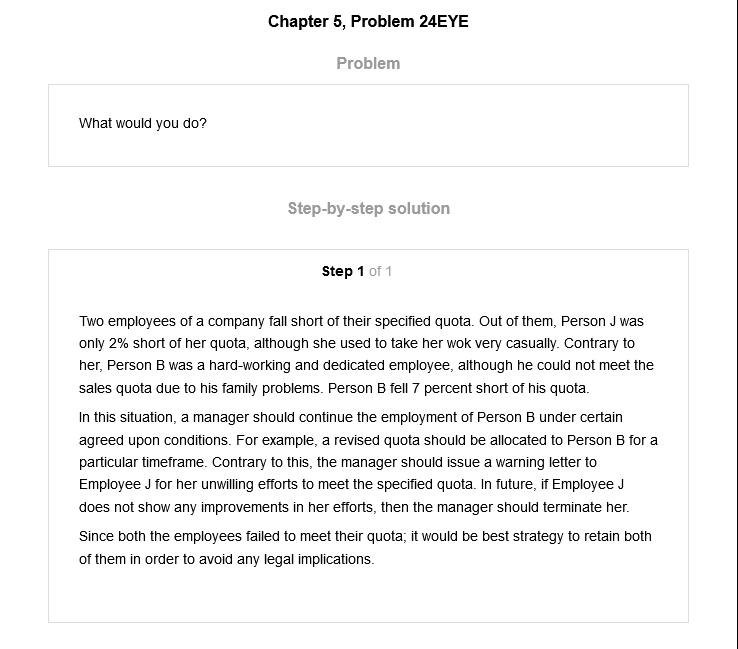 Chapter 5, Problem 24EYE
Problem
What would you do?
Step-by-step solution
Step 1 of 1
Two employees of a company fall short of their specified quota. Out of them, Person J was
only 2% short of her quota, although she used to take her wok very casually. Contrary to
her, Person B was a hard-working and dedicated employee, although he could not meet the
sales quota due to his family problems. Person B fell 7 percent short of his quota.
In this situation, a manager should continue the employment of Person B under certain
agreed upon conditions. For example, a revised quota should be allocated to Person B for a
particular timeframe. Contrary to this, the manager should issue a warning letter to
Employee J for her unwilling efforts to meet the specified quota. In future, if Employee J
does not show any improvements in her efforts, then the manager should terminate her.
Since both the employees failed to meet their quota; it would be best strategy to retain both
of them in order to avoid any legal implications.